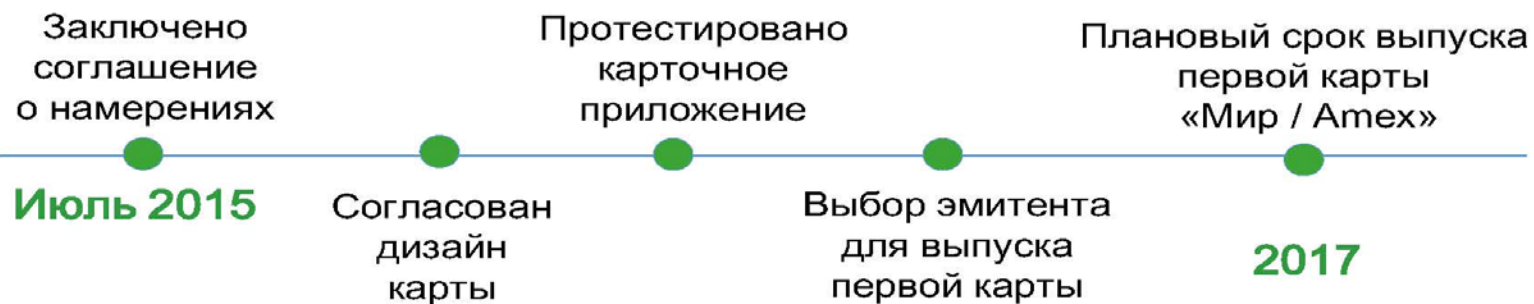 Заключено
соглашение
о намерениях
Июль 2015
Согласован
дизайн
карты
Протестировано
карточное
приложение
Выбор эмитента
для выпуска
первой карты
Плановый срок выпуска
первой карты
«Мир / Amex»
2017